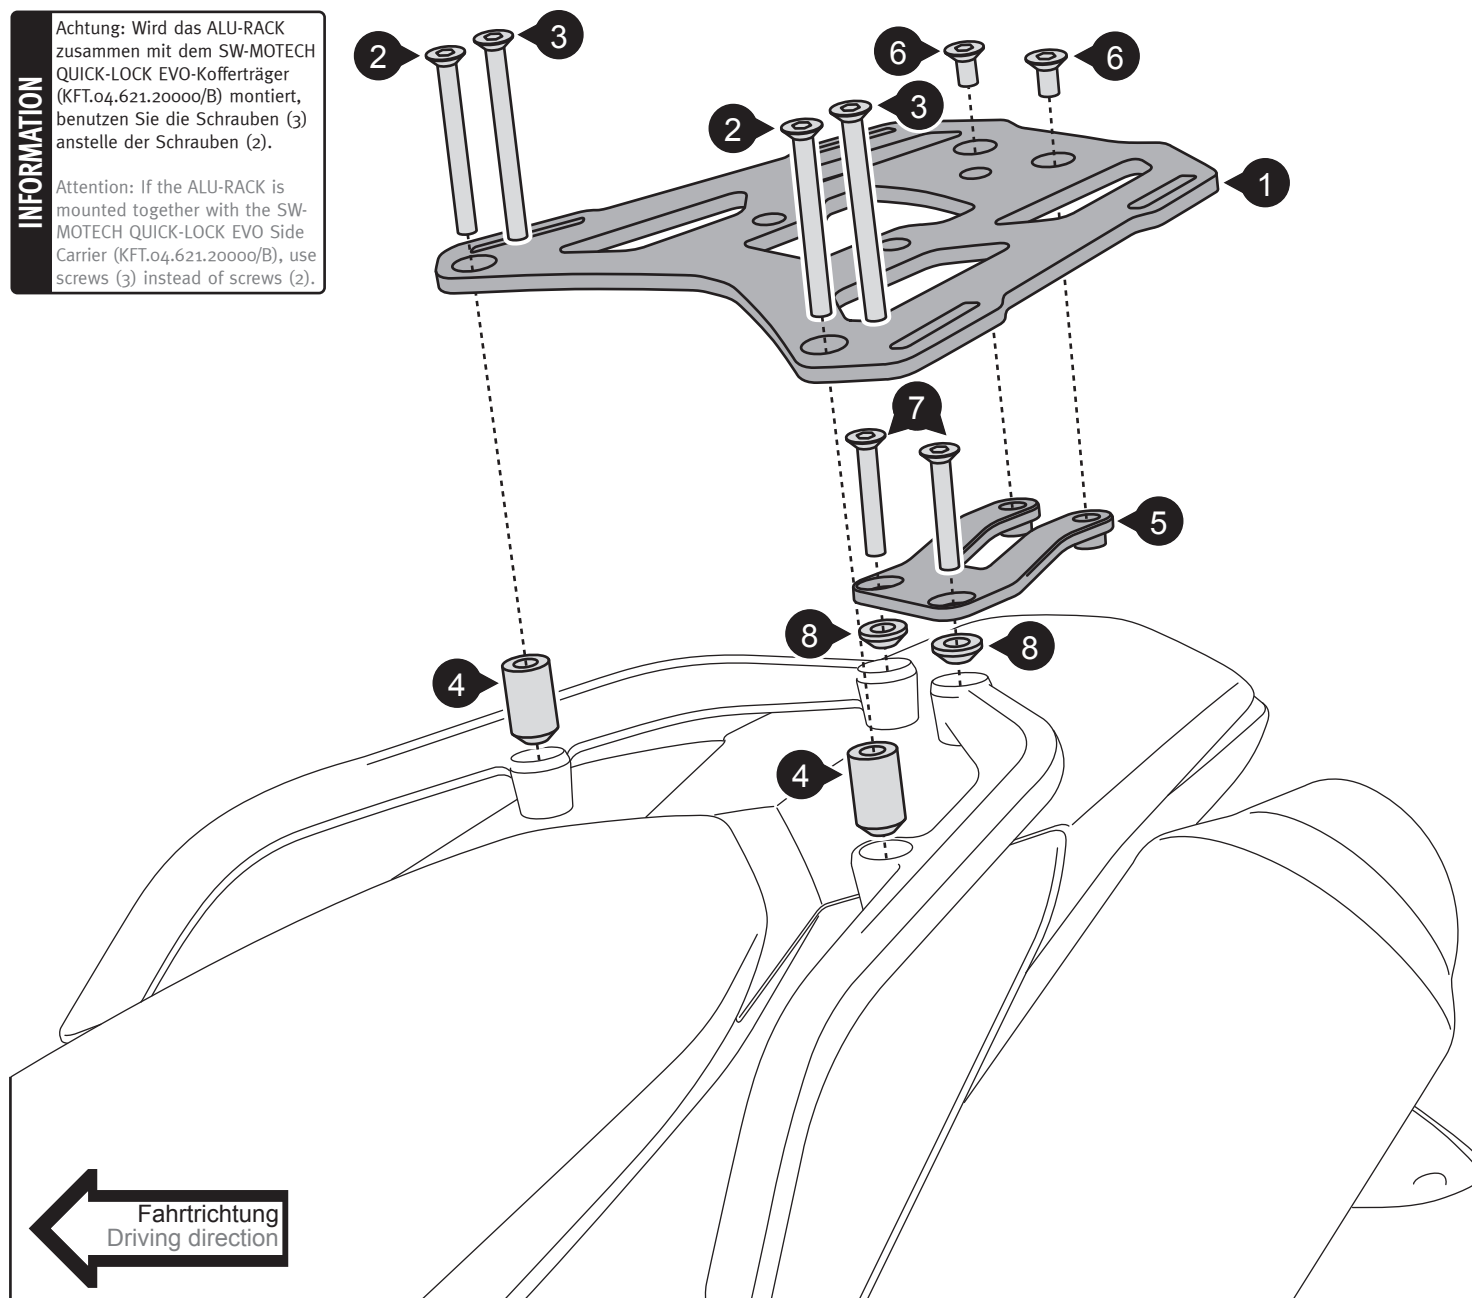 INFORMATION
Achtung: Wird das ALU-RACK
zusammen mit dem SW-MOTECH
QUICK-LOCK EVO-Kofferträger
(KFT.04.621.20000/B) montiert,
benutzen Sie die Schrauben (3)
anstelle der Schrauben (2).
Attention: If the ALU-RACK is
mounted together with the SW-
MOTECH QUICK-LOCK EVO Side
Carrier (KFT.04.621.20000/B), use
screws (3) instead of screws (2).
2
3
6
6
2
3
1
7
5
8
8
4
4
Fahrtrichtung
Driving direction